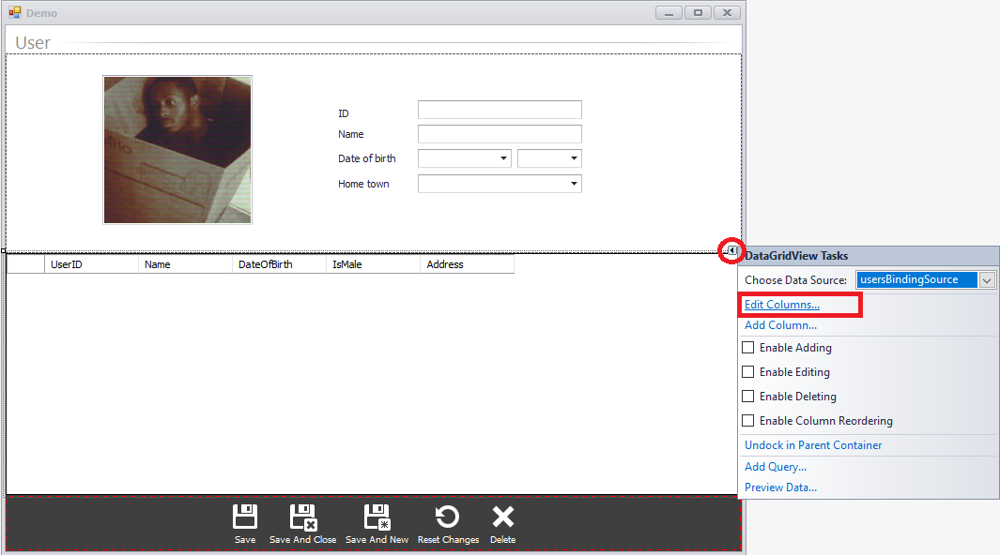 Demo
User
ID
Name
Date of birth
Home town
UserID Name DateOfBirth IsMale Address
DataGridView Tasks
Choose Data Source: usersBindingSource
Edit Columns...
Add Column...
Enable Adding
Enable Editing
Enable Deleting
Enable Column Reordering
Undock in Parent Container
Add Query...
Preview Data...
Save Save And Close Save And New Reset Changes Delete